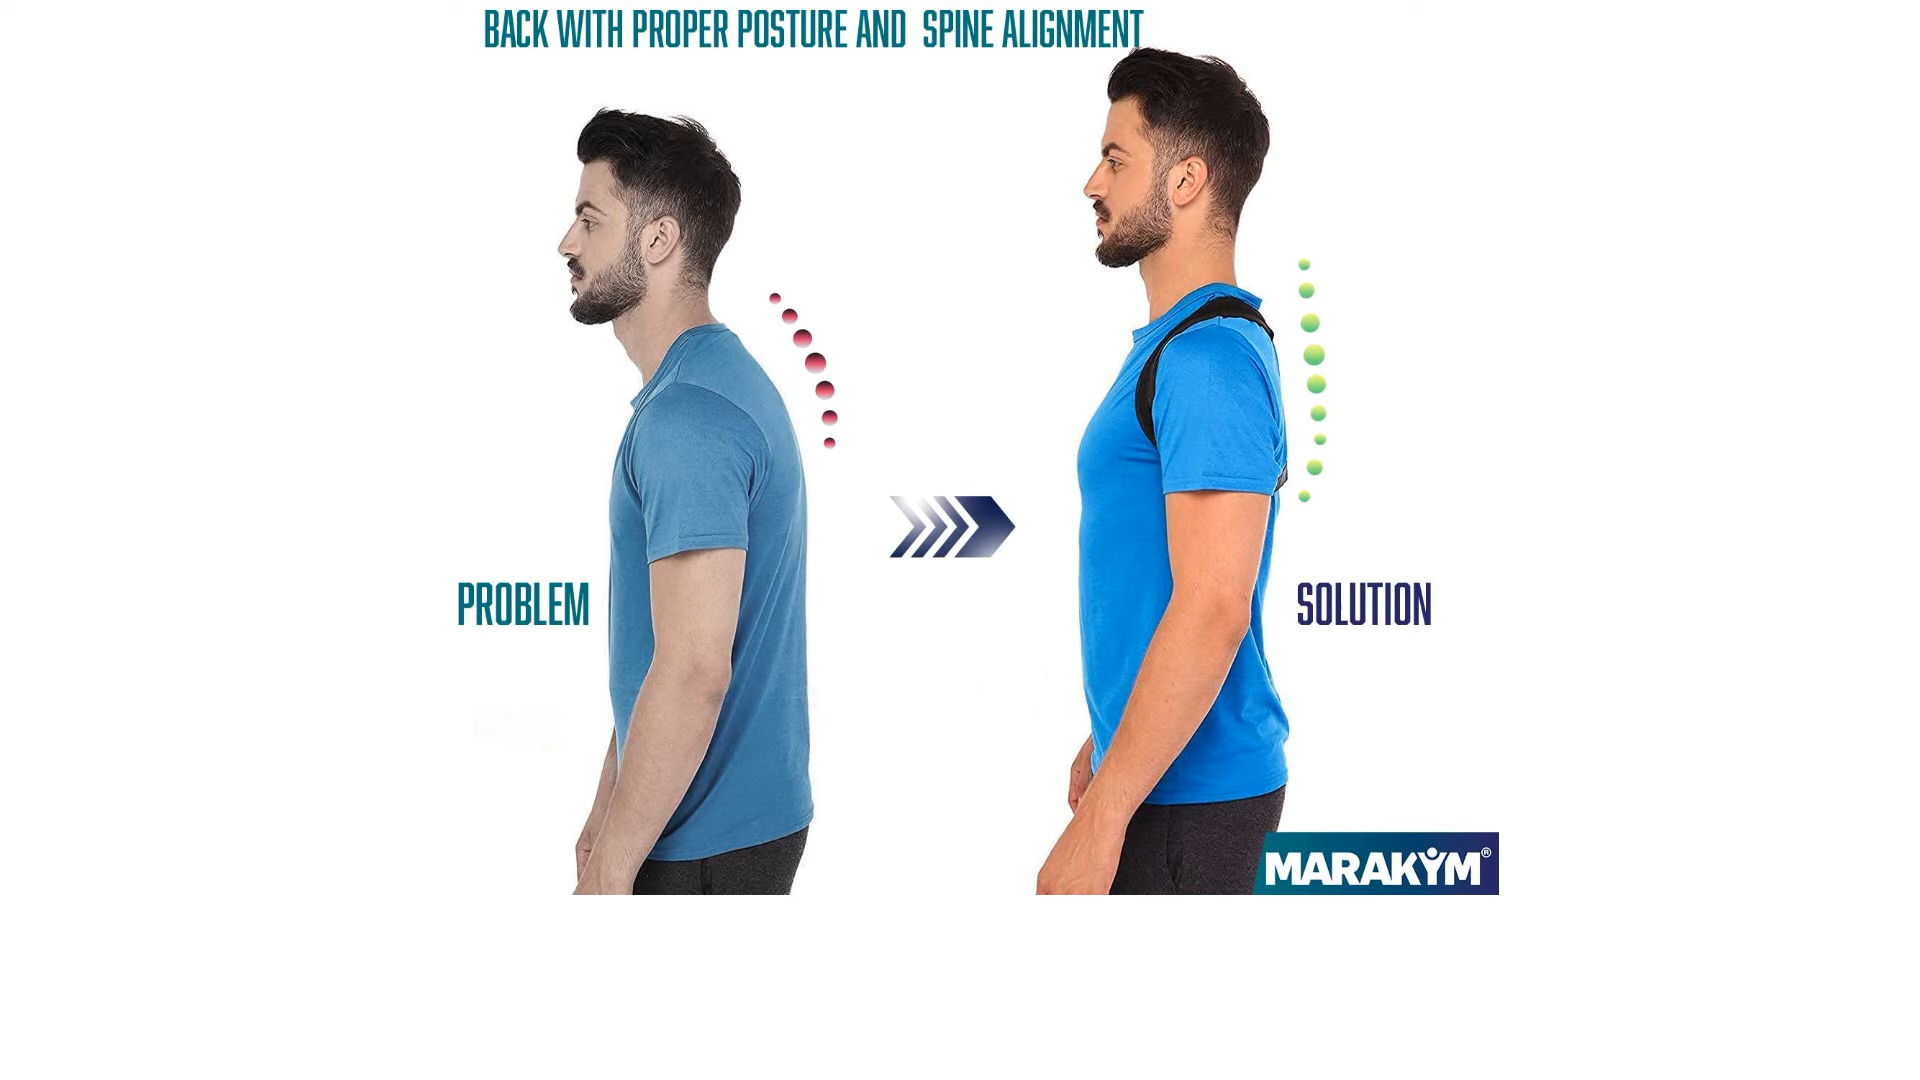 BACK WITH PROPER POSTURE AND SPINE ALIGNMENT
PROBLEM
SOLUTION
MARAKYM®